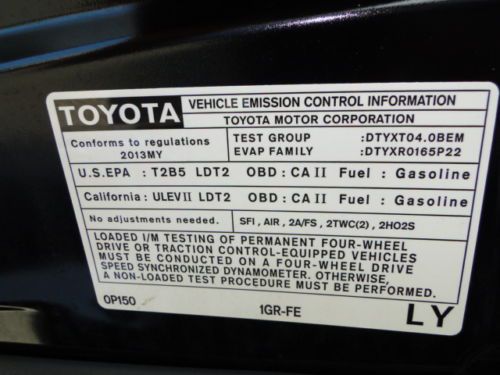 TOYOTA
VEHICLE EMISSION CONTROL INFORMATION
TOYOTA MOTOR CORPORATION
Conforms to regulations
2013MY
TEST GROUP : DTYXT04.0BEM
EVAP FAMILY : DTYXR0165P22
U.S.EPA : T2B5 LDT2 OBD : CA II Fuel : Gasoline
California : ULEV II LDT2 OBD : CA II Fuel : Gasoline
No adjustments needed.
SFI , AIR , 2A/FS , 2TWC(2) , 2HO2S
LOADED I/M TESTING OF PERMANENT FOUR-WHEEL
DRIVE OR TRACTION CONTROL-EQUIPPED VEHICLES
MUST BE CONDUCTED ON A FOUR-WHEEL DRIVE
SPEED SYNCHRONIZED DYNAMOMETER. OTHERWISE,
A NON-LOADED TEST PROCEDURE MUST BE PERFORMED.
0P150
1GR-FE
LY